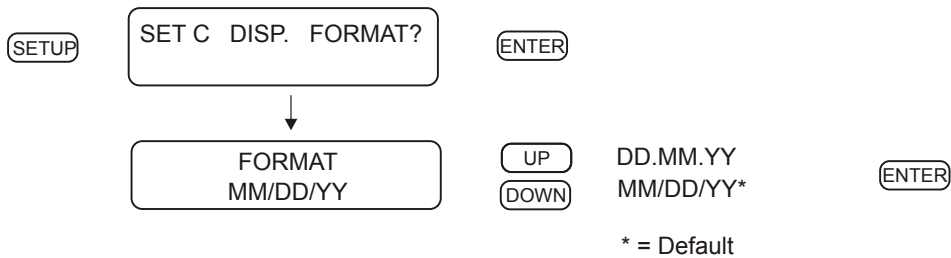 SETUP
SET C DISP. FORMAT?
ENTER
FORMAT
MM/DD/YY
UP
DOWN
DD.MM.YY
MM/DD/YY*
ENTER
* = Default